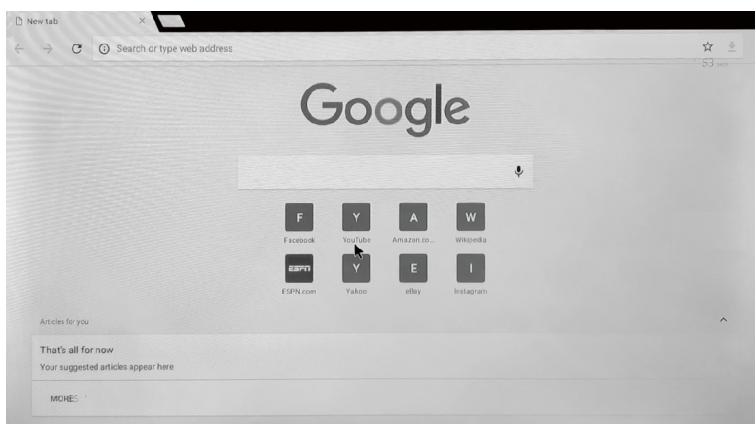 New tab
Search or type web address
53
Google
F Y A W
Facebook YouTube Amazon.co... Wikipedia
ESPN Y E I
ESPN.com Yahoo eBay Instagram
Articles for you
That's all for now
Your suggested articles appear here
MORE